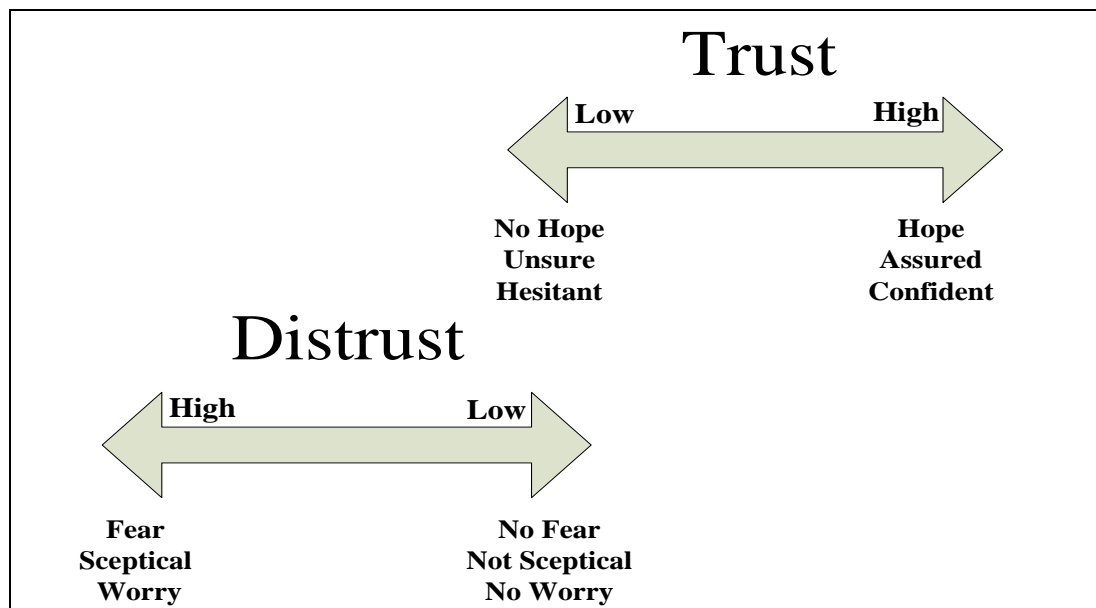 Trust
Low High
No Hope Hope
Unsure Assured
Hesitant Confident
Distrust
High Low
Fear No Fear
Sceptical Not Sceptical
Worry No Worry